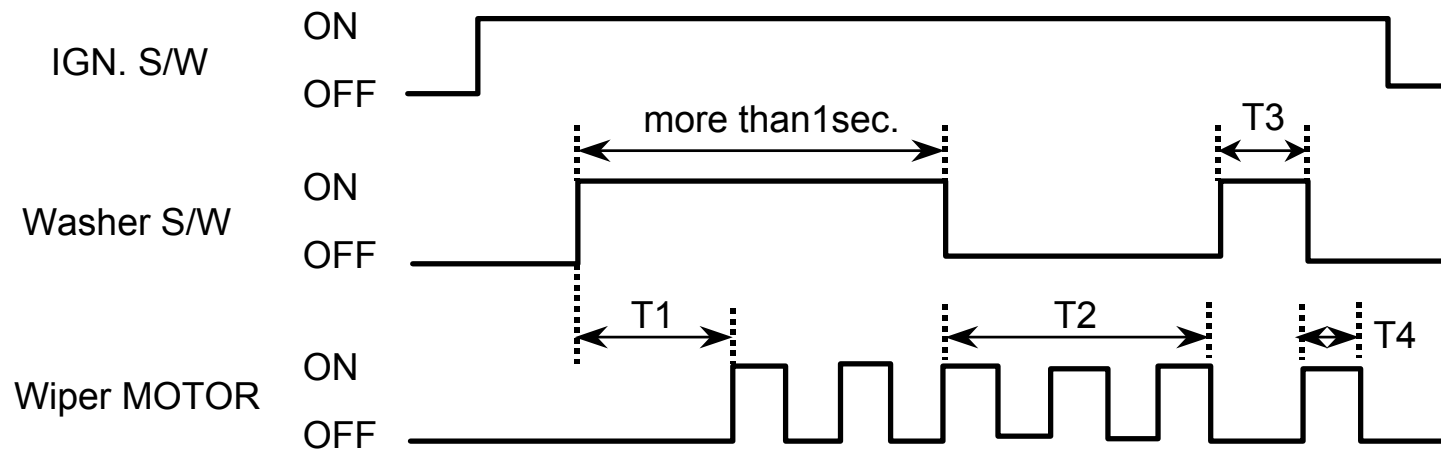 ON
IGN. S/W
OFF
more than1sec.
T3
ON
Washer S/W
OFF
T1
T2
T4
ON
Wiper MOTOR
OFF